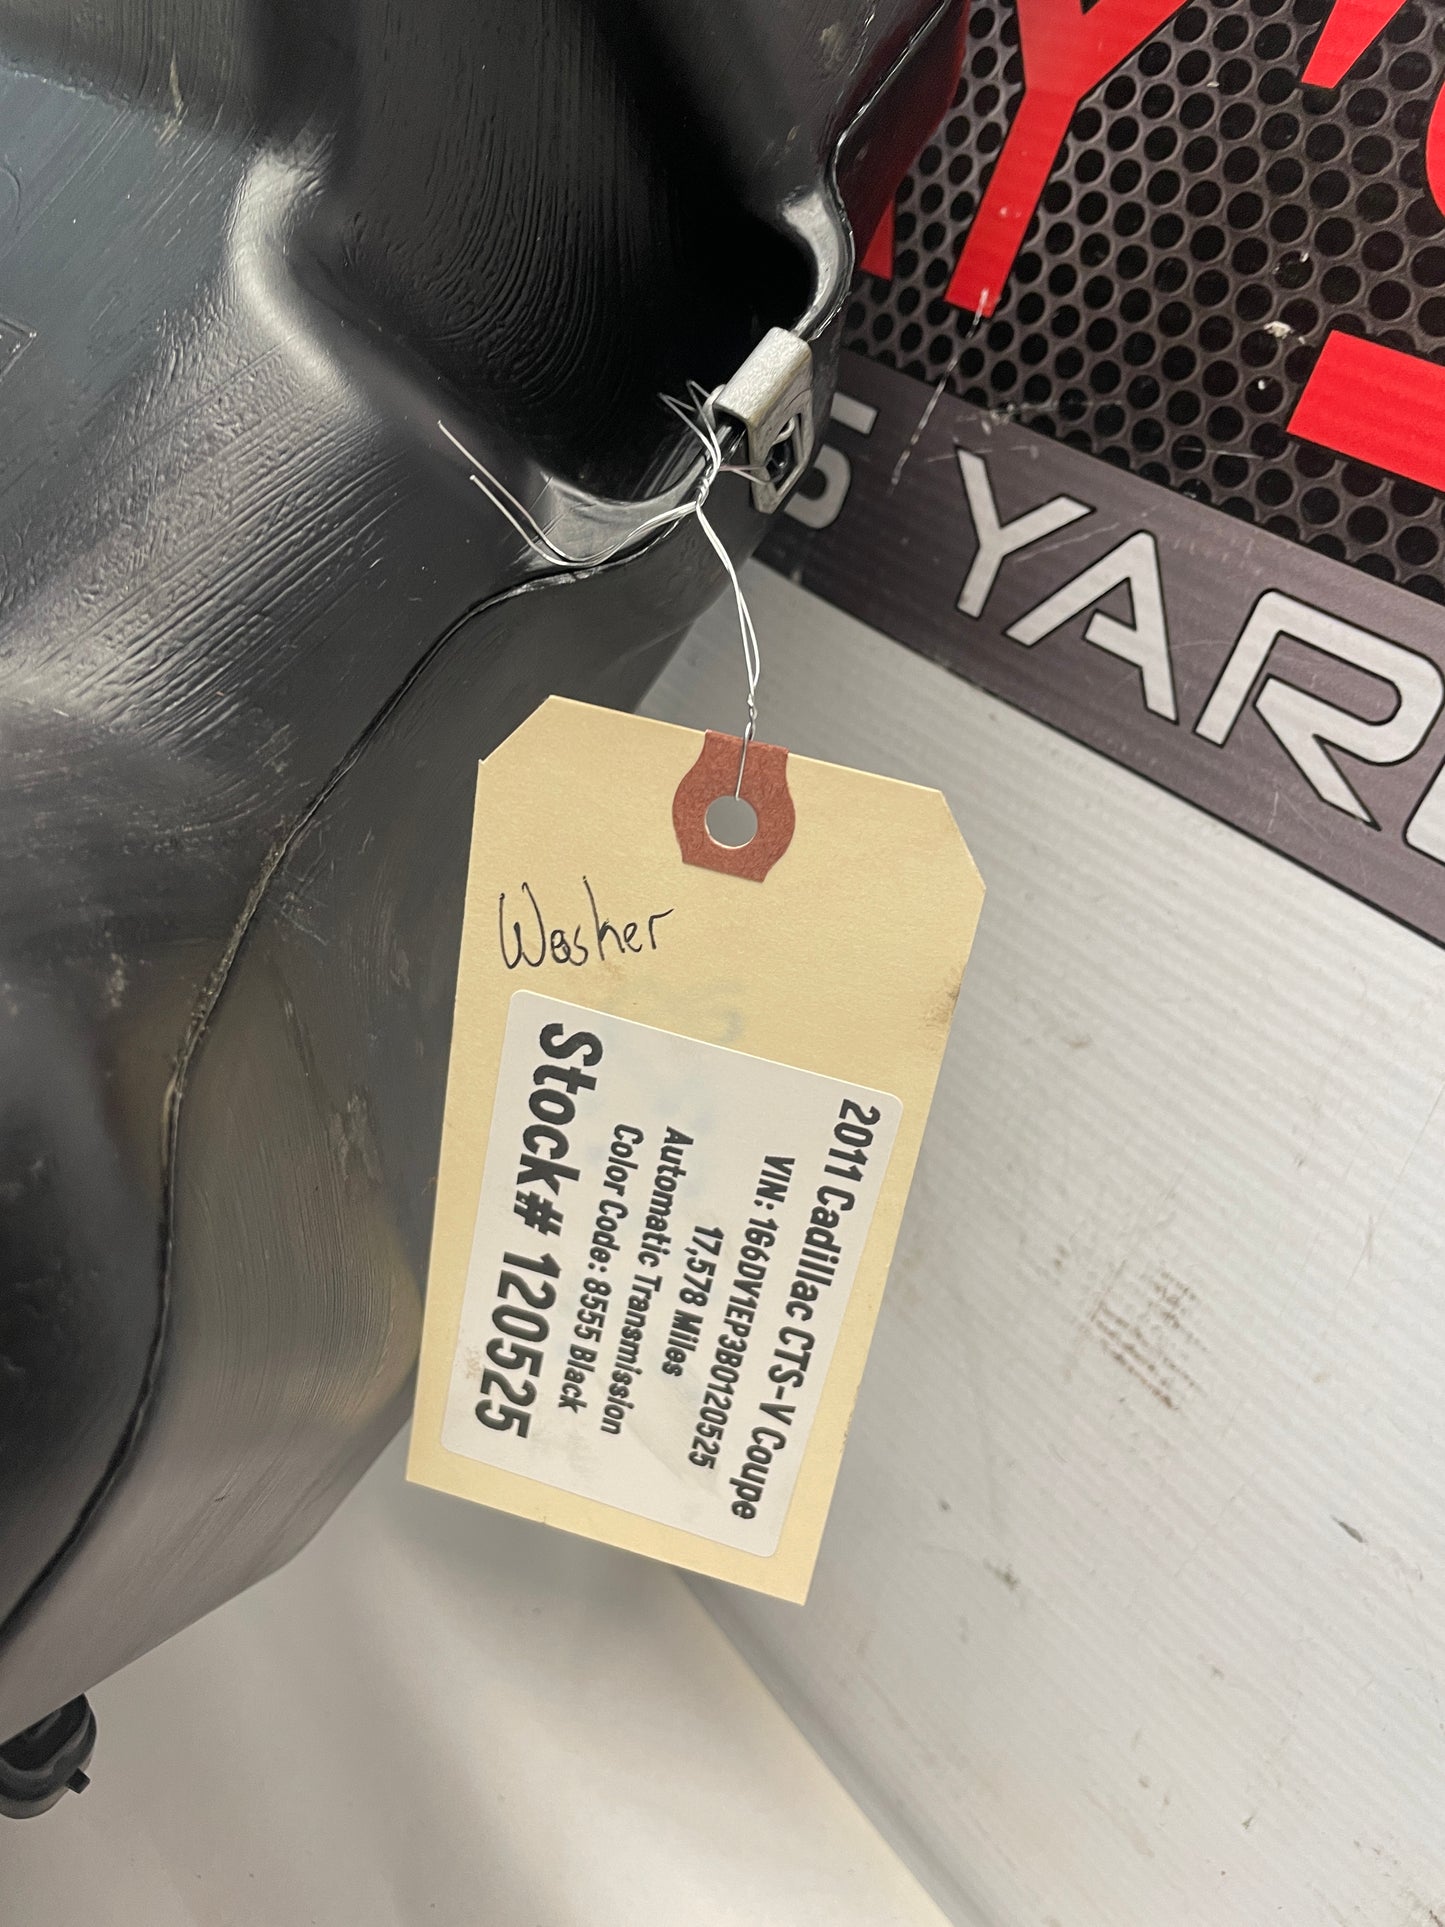 Y'S
S YARD
Washer
2011 Cadillac CTS-V Coupe
VIN: 1G6DV1EP3B0120525
17,578 Miles
Automatic Transmission
Color Code: 8555 Black
Stock# 120525